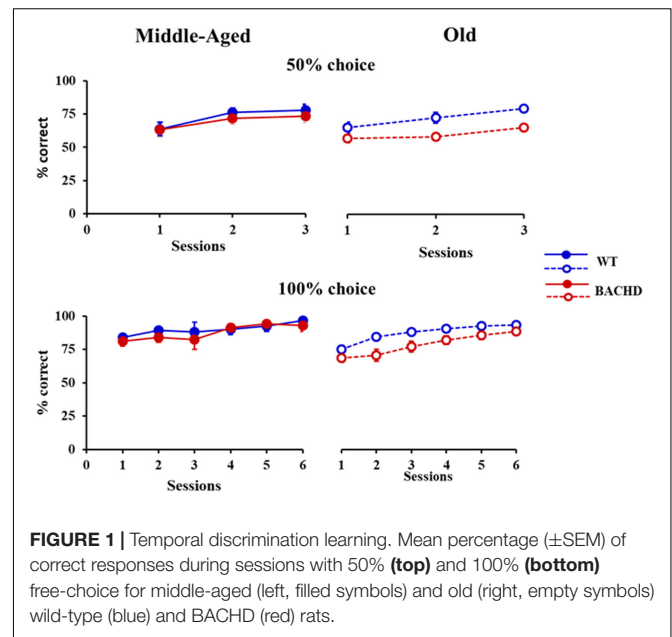 Middle-Aged Old
50% choice
100
75
50
25
0
% correct
0 1 2 3
Sessions
1 2 3
Sessions
WT
BACHD
100% choice
100
75
50
25
0
% correct
0 1 2 3 4 5 6
Sessions
1 2 3 4 5 6
Sessions
FIGURE 1 | Temporal discrimination learning. Mean percentage (±SEM) of
correct responses during sessions with 50% (top) and 100% (bottom)
free-choice for middle-aged (left, filled symbols) and old (right, empty symbols)
wild-type (blue) and BACHD (red) rats.